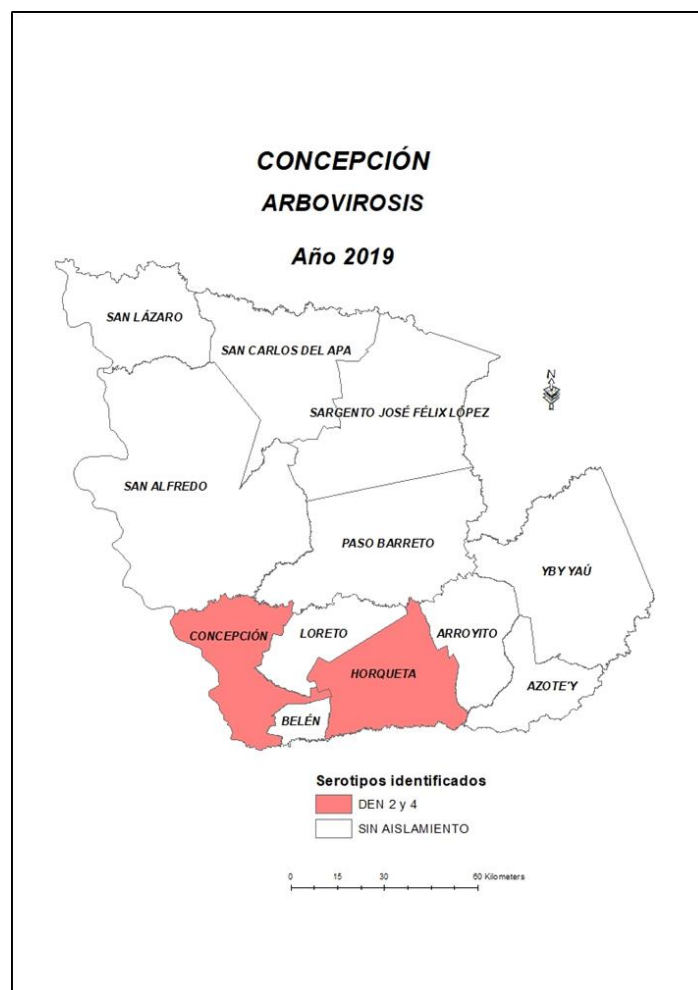 CONCEPCIÓN
ARBOVIROSIS
Año 2019
SAN LÁZARO
SAN CARLOS DEL APA
N
SARGENTO JOSÉ FÉLIX LÓPEZ
SAN ALFREDO
PASO BARRETO
YBY YAÚ
CONCEPCIÓN
LORETO
ARROYITO
HORQUETA
AZOTE'Y
BELÉN
Serotipos identificados
DEN 2 y 4
SIN AISLAMIENTO
0 15 30 60 Kilometers